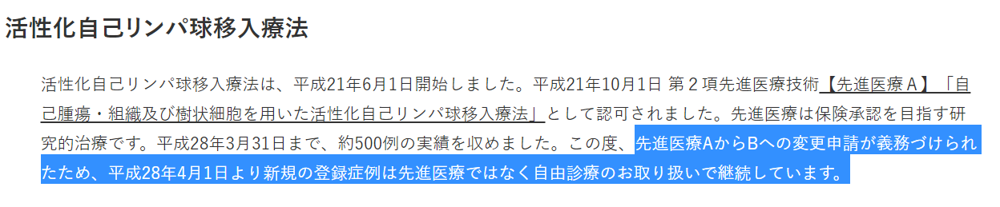 活性化自己リンパ球移入療法
活性化自己リンパ球移入療法は、平成21年6月1日開始しました。平成21年10月1日 第２項先進医療技術【先進医療Ａ】「自
己腫瘍・組織及び樹状細胞を用いた活性化自己リンパ球移入療法」として認可されました。先進医療は保険承認を目指す研
究的治療です。平成28年3月31日まで、約500例の実績を収めました。この度、先進医療AからBへの変更申請が義務づけられ
たため、平成28年4月1日より新規の登録症例は先進医療ではなく自由診療のお取り扱いで継続しています。